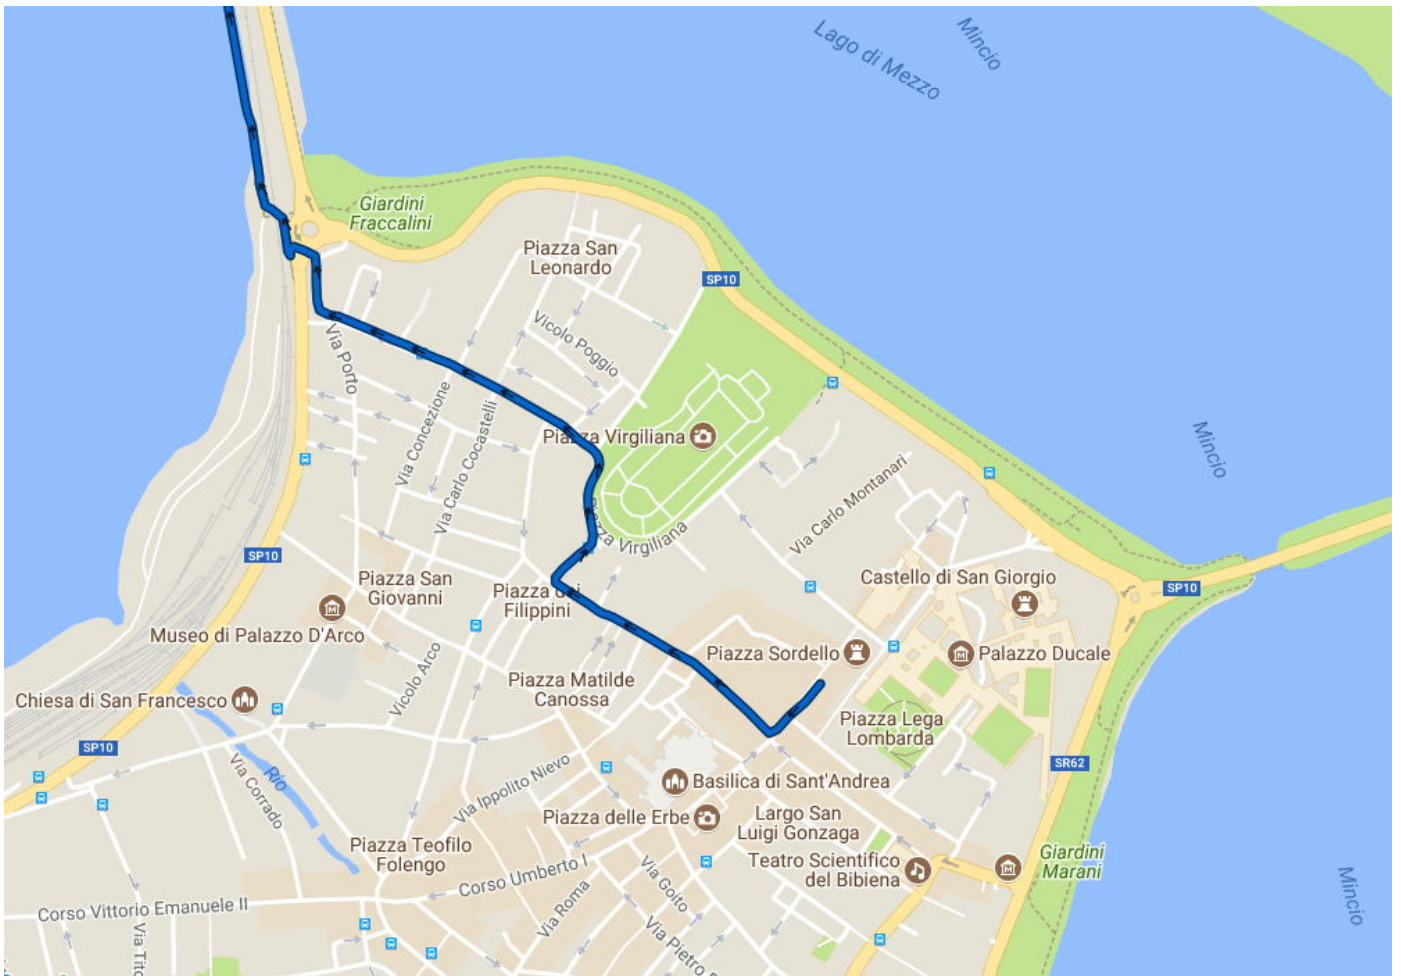 Lago di Mezzo
Mincio
Giardini
Fraccalini
Piazza San
Leonardo
SP10
Vicolo Poggio
Via Porto
Via Concezione
Via Carlo Cocastelli
Piazza Virgiliana
Mincio
Piazza Virgiliana
Via Carlo Montanari
SP10
Piazza San
Giovanni
Castello di San Giorgio
SP10
Filippini
Museo di Palazzo D'Arco
Piazza Sordello
Palazzo Ducale
Vicolo Arco
Piazza Matilde
Canossa
Chiesa di San Francesco
Piazza Lega
Lombarda
SP10
SR62
Rio
Via Corrado
Via Ippolito Nievo
Basilica di Sant'Andrea
Piazza delle Erbe
Largo San
Luigi Gonzaga
Piazza Teofilo
Folengo
Teatro Scientifico
del Bibiena
Giardini
Marani
Corso Umberto I
Via Goito
Via Roma
Corso Vittorio Emanuele II
Mincio
Via Tito
Via Pietro